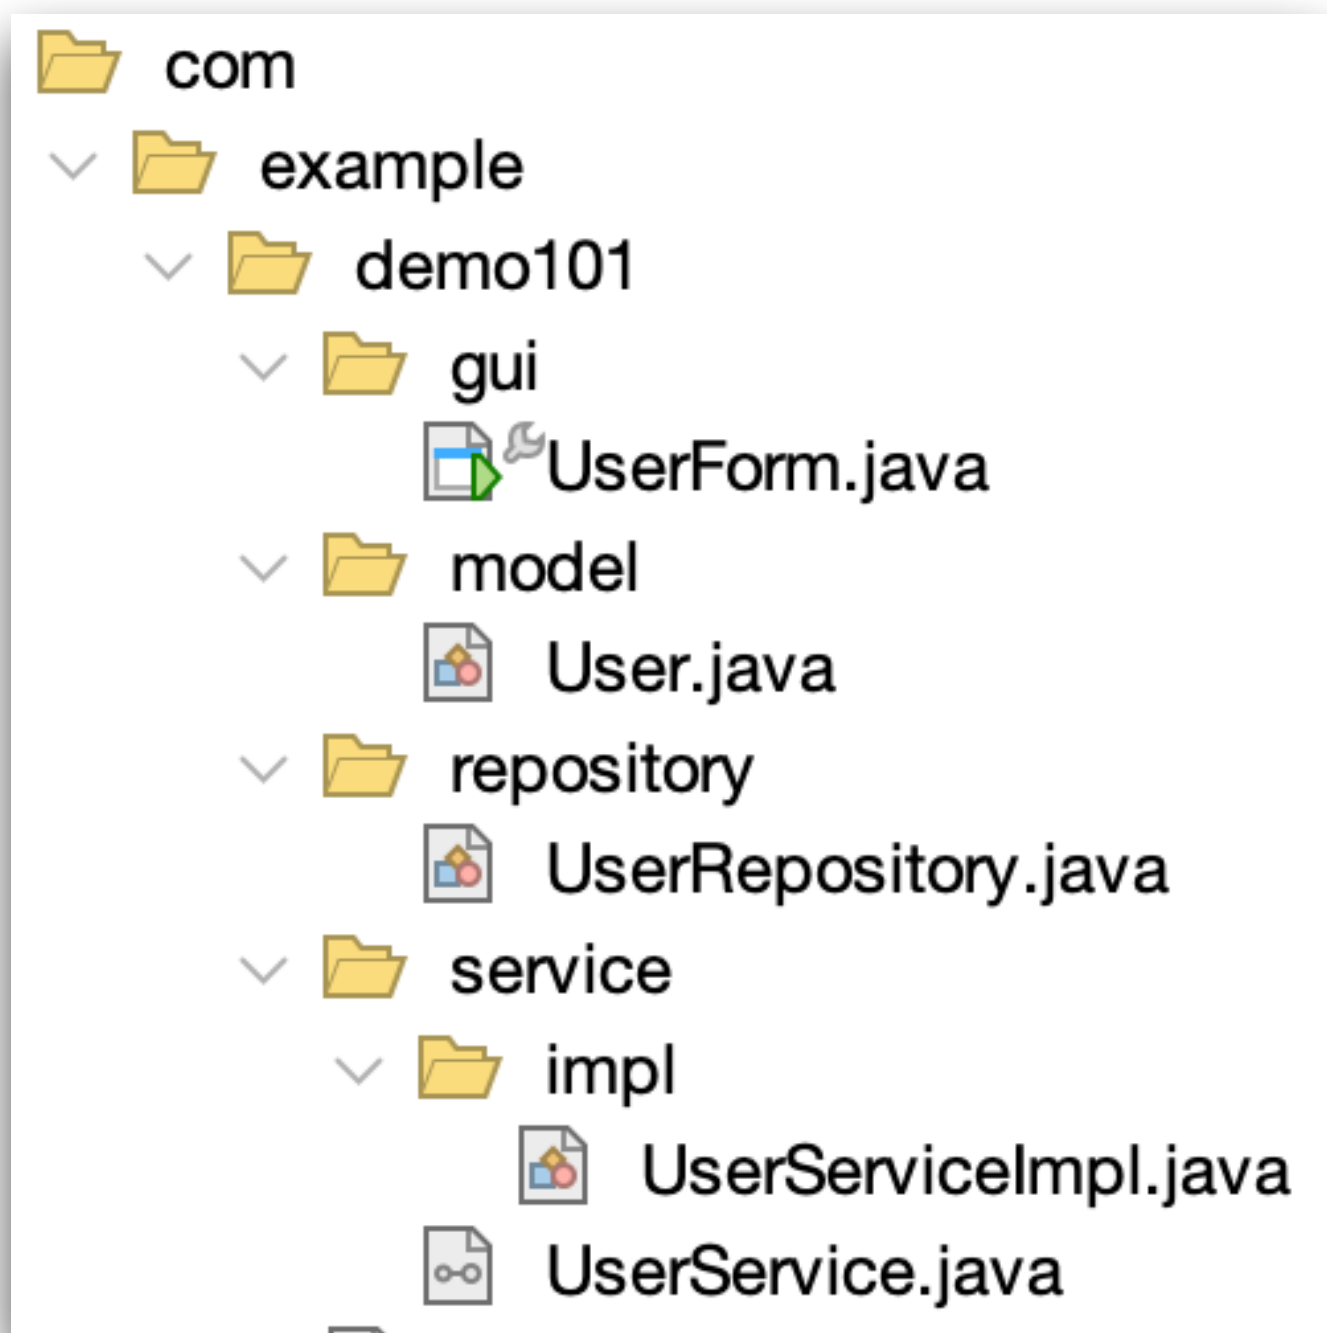 com
example
demo101
gui
UserForm.java
model
User.java
repository
UserRepository.java
service
impl
UserServiceImpl.java
UserService.java